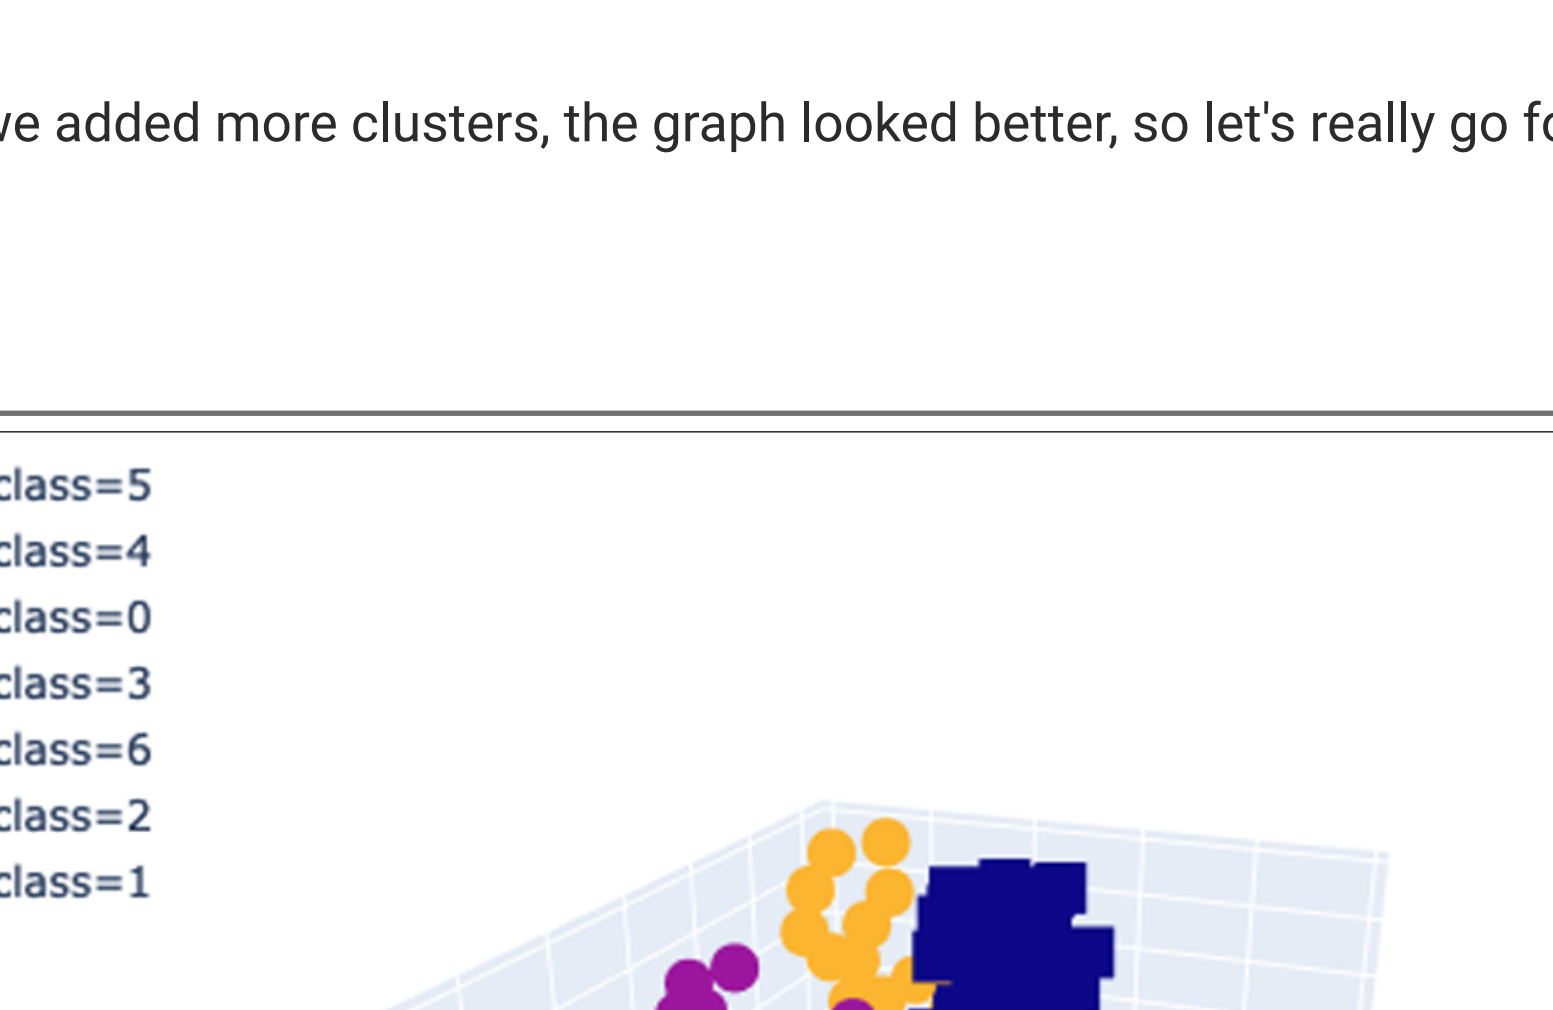 we added more clusters, the graph looked better, so let's really go fo
class=5
class=4
class=0
class=3
class=6
class=2
class=1